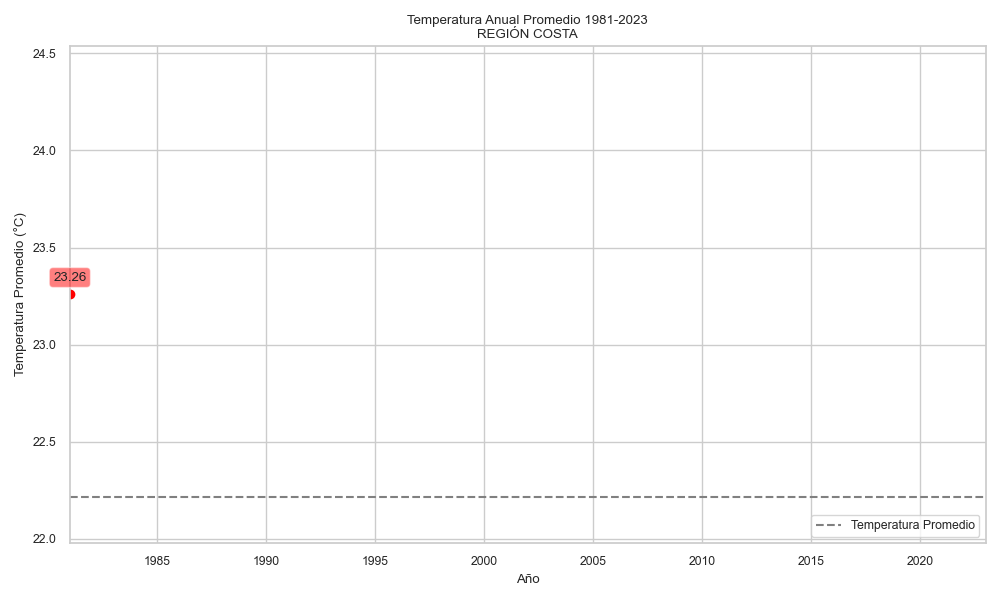 Temperatura Anual Promedio 1981-2023
REGIÓN COSTA
Temperatura Promedio (°C)
24.5
24.0
23.5
23.26
23.0
22.5
22.0
Temperatura Promedio
1985 1990 1995 2000 2005 2010 2015 2020
Año